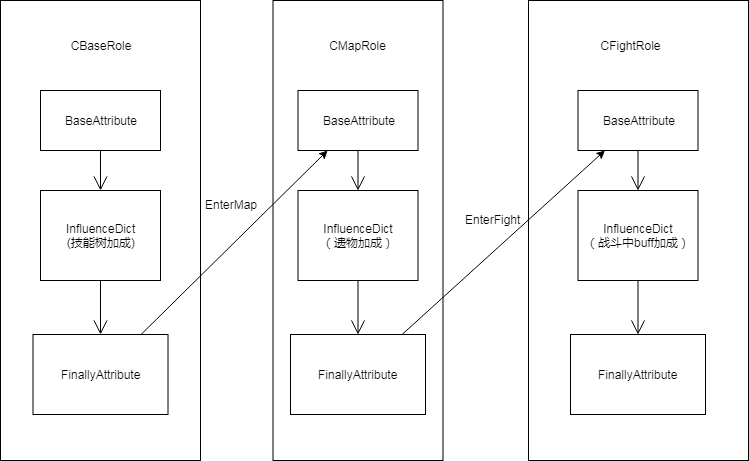 CBaseRole
BaseAttribute
InfluenceDict
(技能树加成)
FinallyAttribute
EnterMap
CMapRole
BaseAttribute
InfluenceDict
（遗物加成）
FinallyAttribute
EnterFight
CFightRole
BaseAttribute
InfluenceDict
（战斗中buff加成）
FinallyAttribute